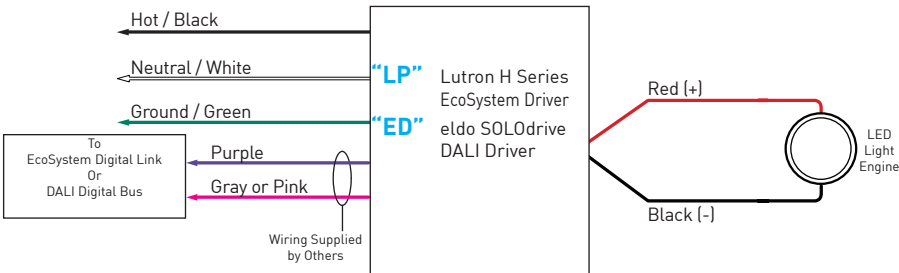 Hot / Black
Neutral / White
Ground / Green
To
EcoSystem Digital Link
Or
DALI Digital Bus
Purple
Gray or Pink
Wiring Supplied
by Others
“LP” Lutron H Series
EcoSystem Driver
“ED” eldo SOLOdrive
DALI Driver
Red (+)
Black (-)
LED
Light
Engine